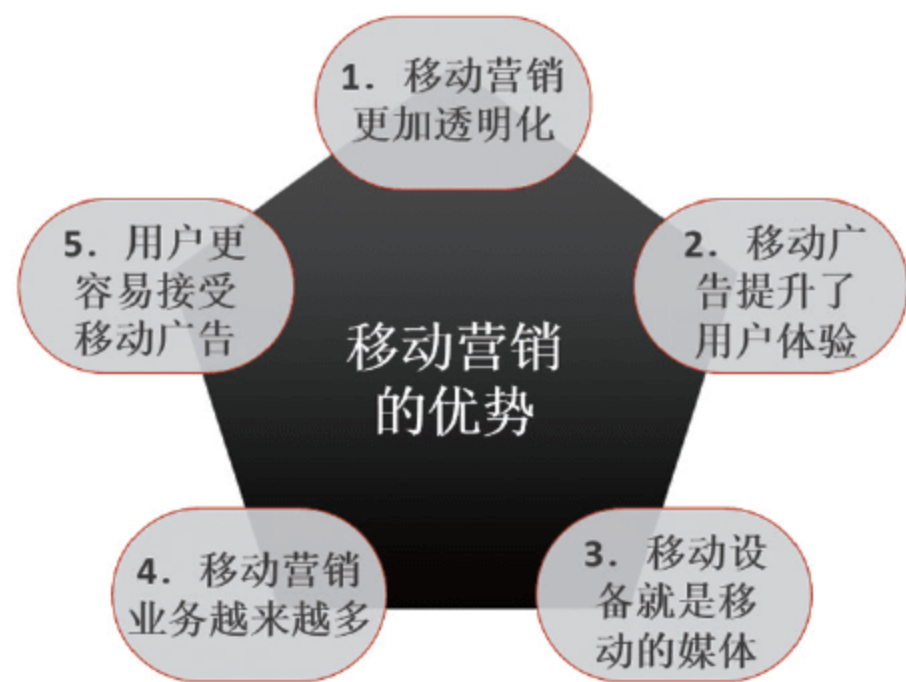 1. 移动营销
更加透明化
2. 移动广
告提升了
用户体验
3. 移动设
备就是移
动的媒体
4. 移动营销
业务越来越多
5. 用户更
容易接受
移动广告
移动营销
的优势